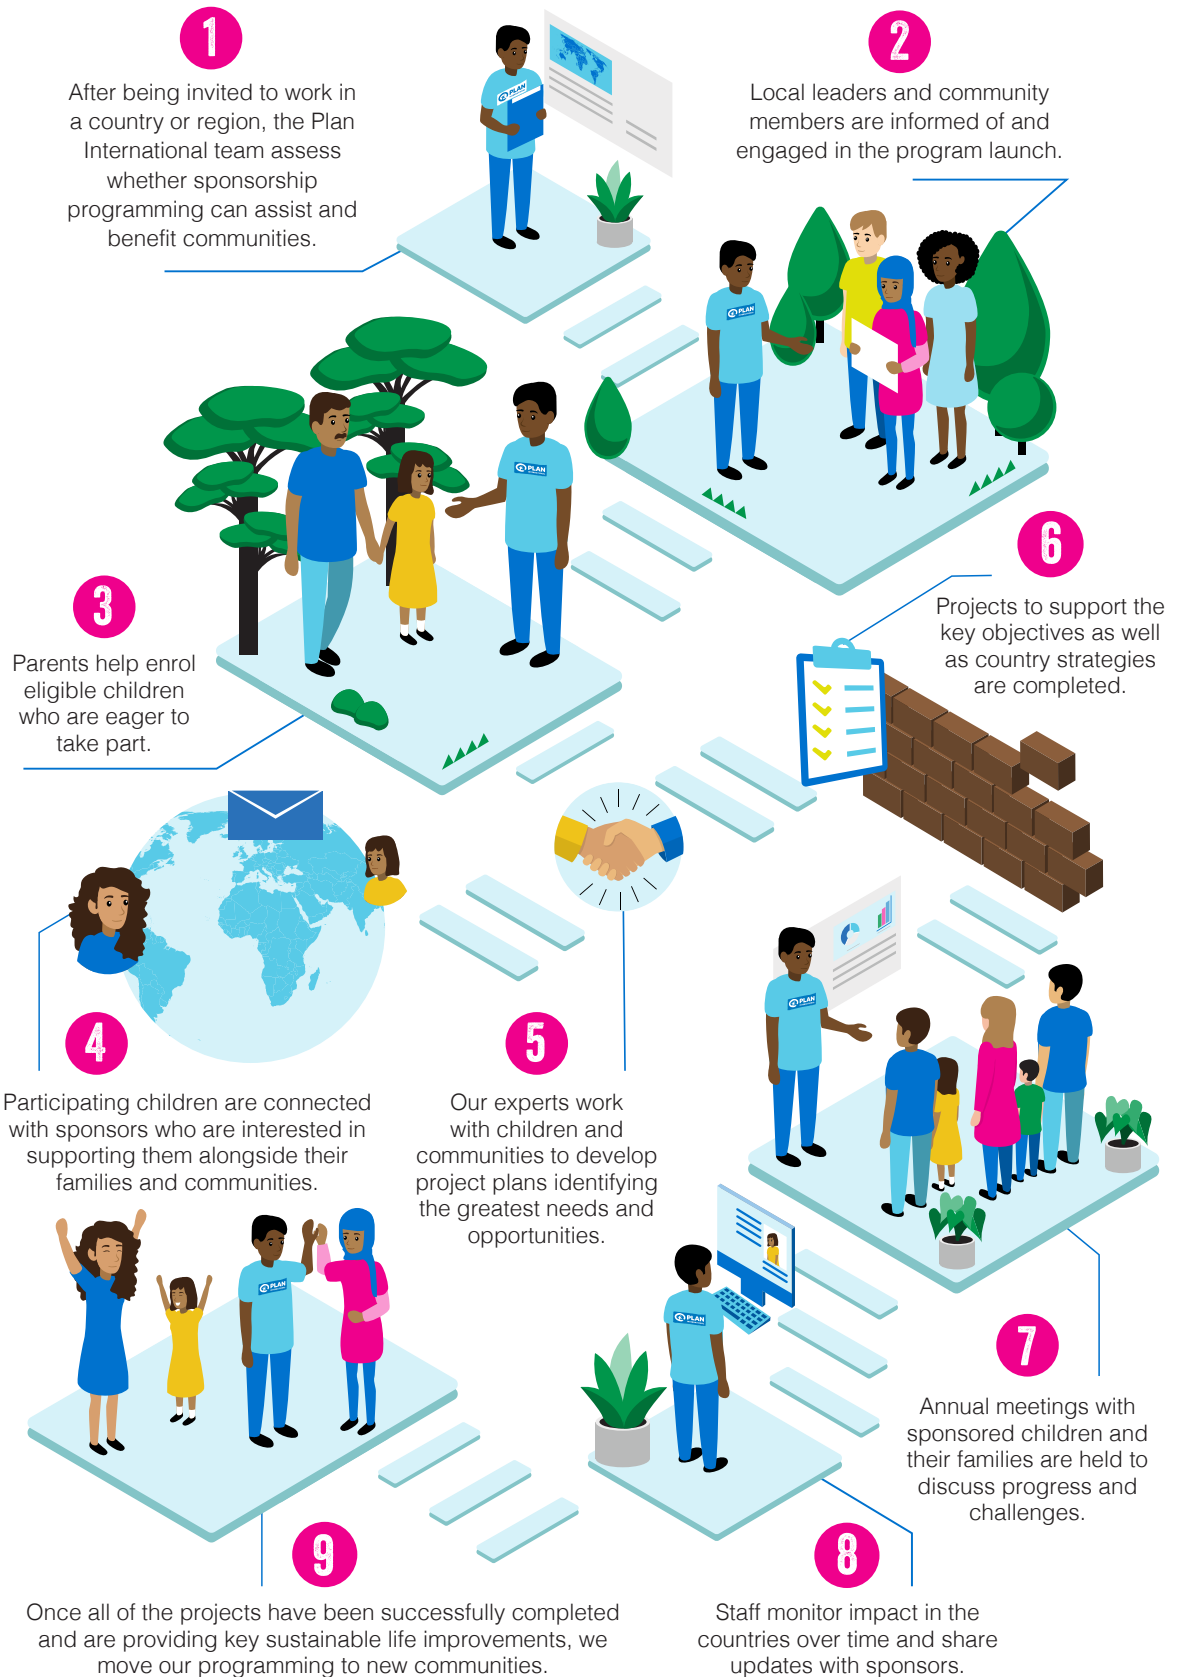 1
After being invited to work in
a country or region, the Plan
International team assess
whether sponsorship
programming can assist and
benefit communities.
PLAN
2
Local leaders and community
members are informed of and
engaged in the program launch.
PLAN
3
Parents help enrol
eligible children
who are eager to
take part.
PLAN
4
Participating children are connected
with sponsors who are interested in
supporting them alongside their
families and communities.
5
Our experts work
with children and
communities to develop
project plans identifying
the greatest needs and
opportunities.
6
Projects to support the
key objectives as well
as country strategies
are completed.
PLAN
7
Annual meetings with
sponsored children and
their families are held to
discuss progress and
challenges.
PLAN
8
Staff monitor impact in the
countries over time and share
updates with sponsors.
PLAN
9
Once all of the projects have been successfully completed
and are providing key sustainable life improvements, we
move our programming to new communities.